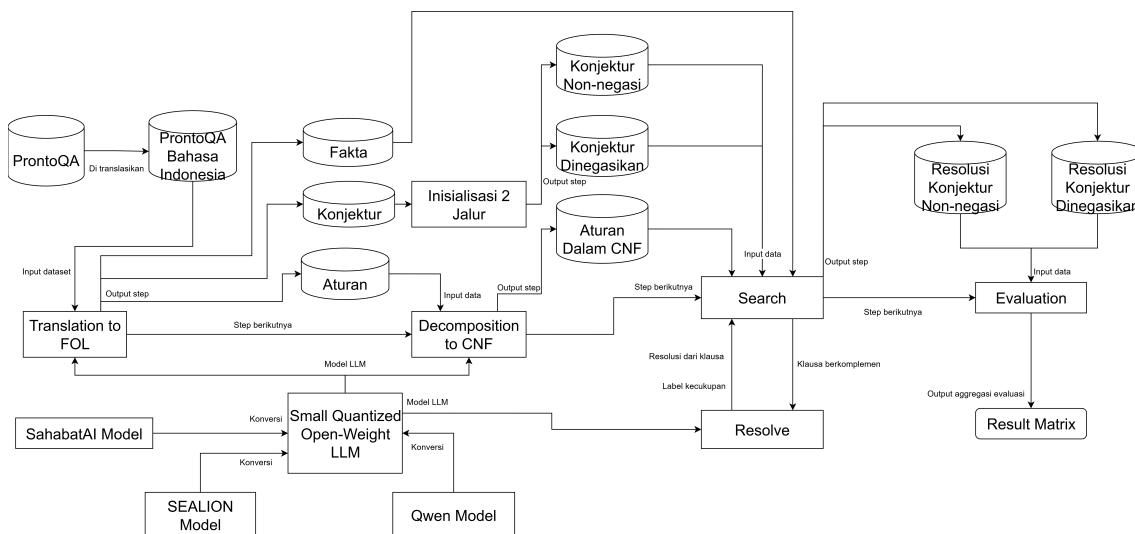 Konjektur
Non-negasi
ProntoQA
Di translasikan
ProntoQA
Bahasa
Indonesia
Fakta
Konjektur
Dinegasikan
Output step
Resolusi
Konjektur
Non-negasi
Resolusi
Konjektur
Dinegasikan
Konjektur
Inisialisasi 2
Jalur
Aturan
Dalam CNF
Input dataset
Aturan
Output step
Input data
Output step
Input data
Output step
Input data
Translation to
FOL
Step berikutnya
Decomposition
to CNF
Step berikutnya
Search
Step berikutnya
Evaluation
Model LLM
Resolusi dari klausa
Label kecukupan
Klausa berkomplemen
Output aggregasi evaluasi
SahabatAI Model
Konversi
Small Quantized
Open-Weight
LLM
Model LLM
Resolve
Result Matrix
Konversi
Konversi
SEALION
Model
Qwen Model